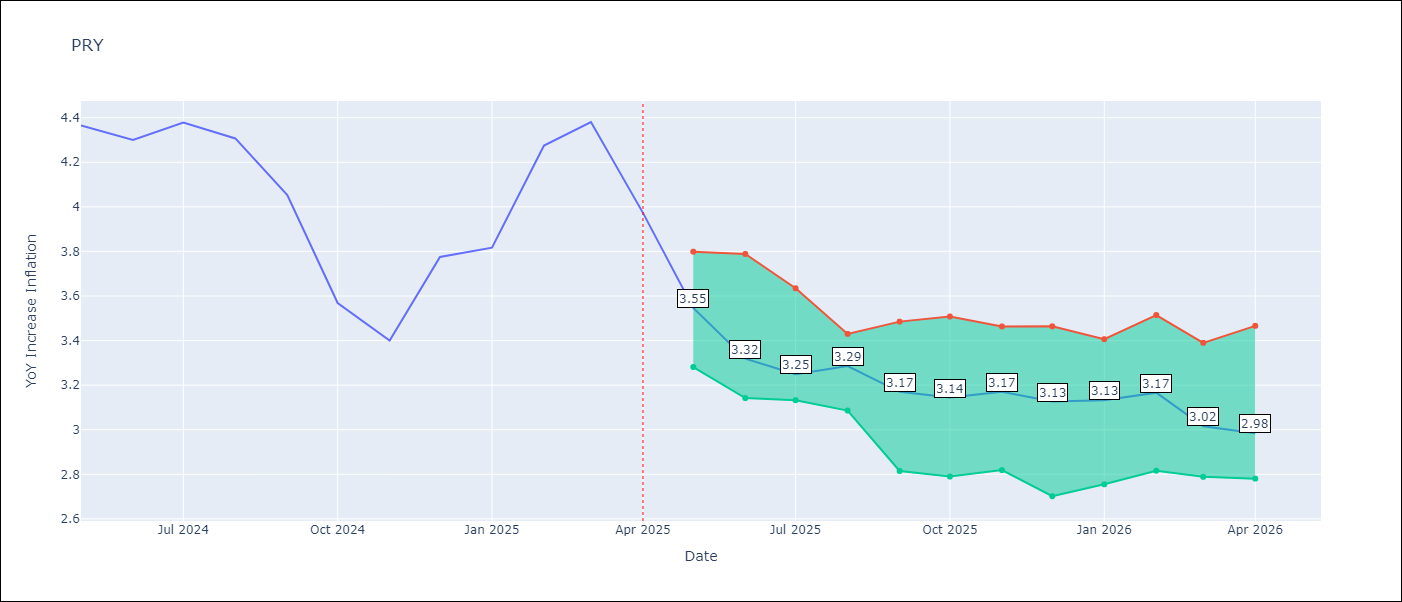 PRY
YoY Increase Inflation
4.4
4.2
4
3.8
3.6
3.4
3.2
3
2.8
2.6
3.55
3.32
3.25
3.29
3.17
3.14
3.17
3.13
3.13
3.17
3.02
2.98
Jul 2024
Oct 2024
Jan 2025
Apr 2025
Jul 2025
Oct 2025
Jan 2026
Apr 2026
Date